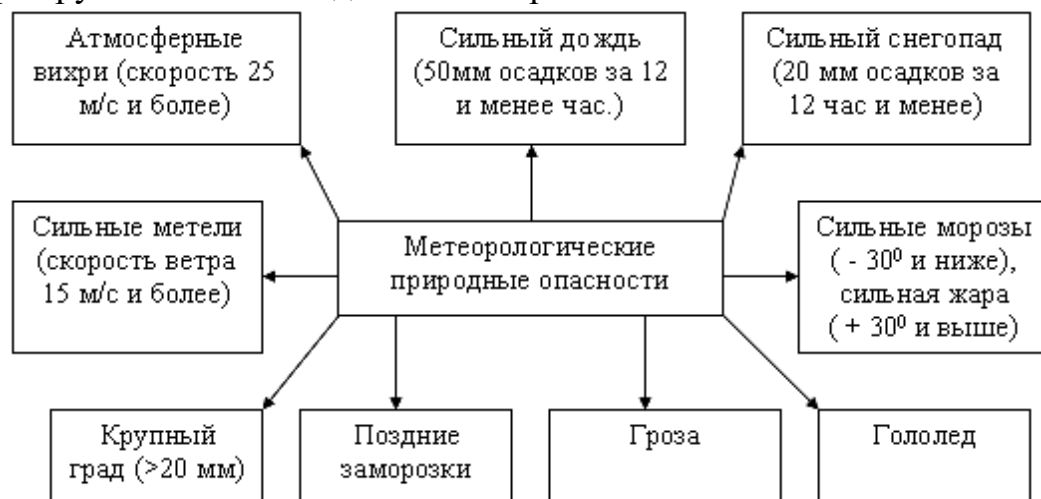 Атмосферные
вихри (скорость 25
м/с и более)
Сильный дождь
(50мм осадков за 12
и менее час.)
Сильный снегопад
(20 мм осадков за
12 час и менее)
Сильные метели
(скорость ветра
15 м/с и более)
Метеорологические
природные опасности
Сильные морозы
( - 30⁰ и ниже),
сильная жара
( + 30⁰ и выше)
Крупный
град (>20 мм)
Поздние
заморозки
Гроза
Гололед